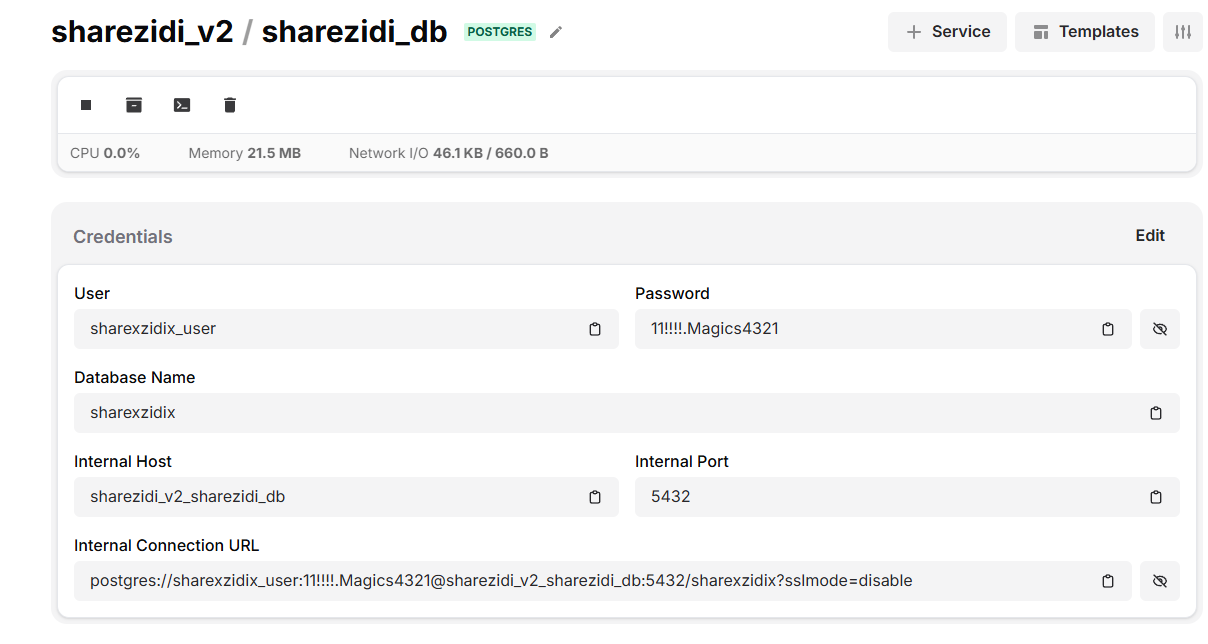 sharezidi_v2 / sharezidi_db POSTGRES
Service
Templates
CPU 0.0% Memory 21.5 MB Network I/O 46.1 KB / 660.0 B
Credentials
Edit
User
Password
sharexzidix_user
11!!!!.Magics4321
Database Name
sharexzidix
Internal Host
Internal Port
sharezidi_v2_sharezidi_db
5432
Internal Connection URL
postgres://sharexzidix_user:11!!!!.Magics4321@sharezidi_v2_sharezidi_db:5432/sharexzidix?sslmode=disable